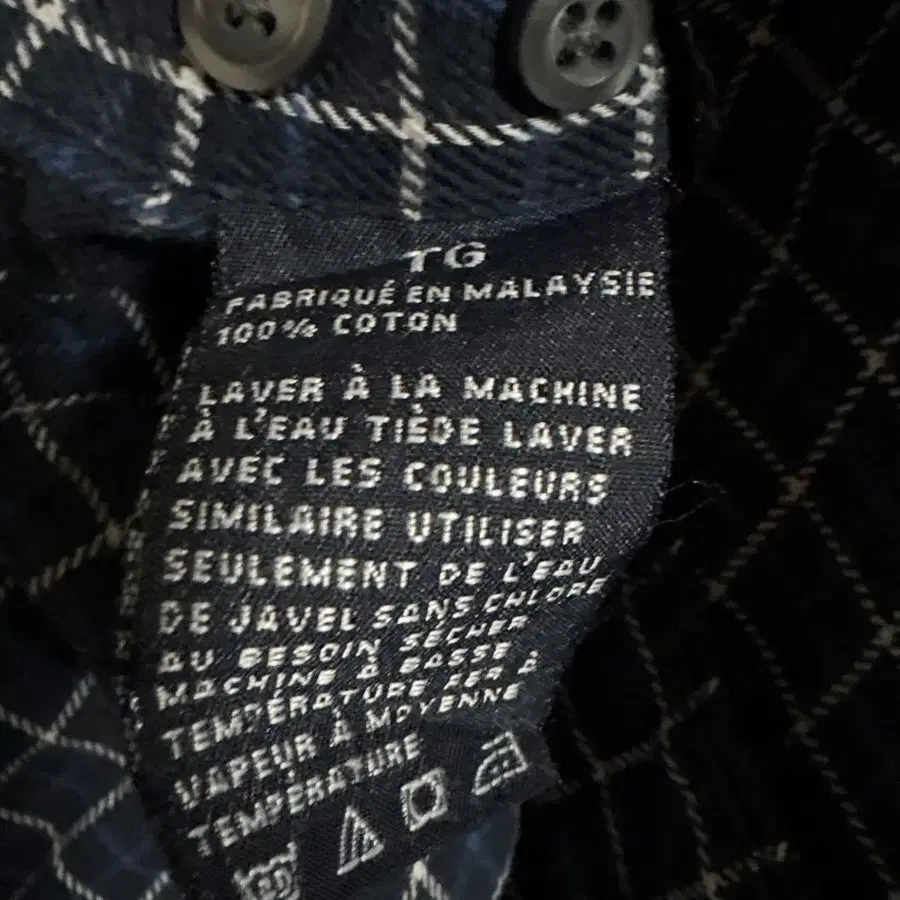 TG
FABRIQUÉ EN MALAYSIE
100% COTON
LAVER À LA MACHINE
À L'EAU TIÈDE LAVER
AVEC LES COULEURS
SIMILAIRE UTILISER
SEULEMENT DE L'EAU
DE JAVEL SANS CHLORE
AU BESOIN SÉCHER
MACHINE À BASSE
TEMPÉRATURE FER À
VAPEUR À MOYENNE
TEMPÉRATURE